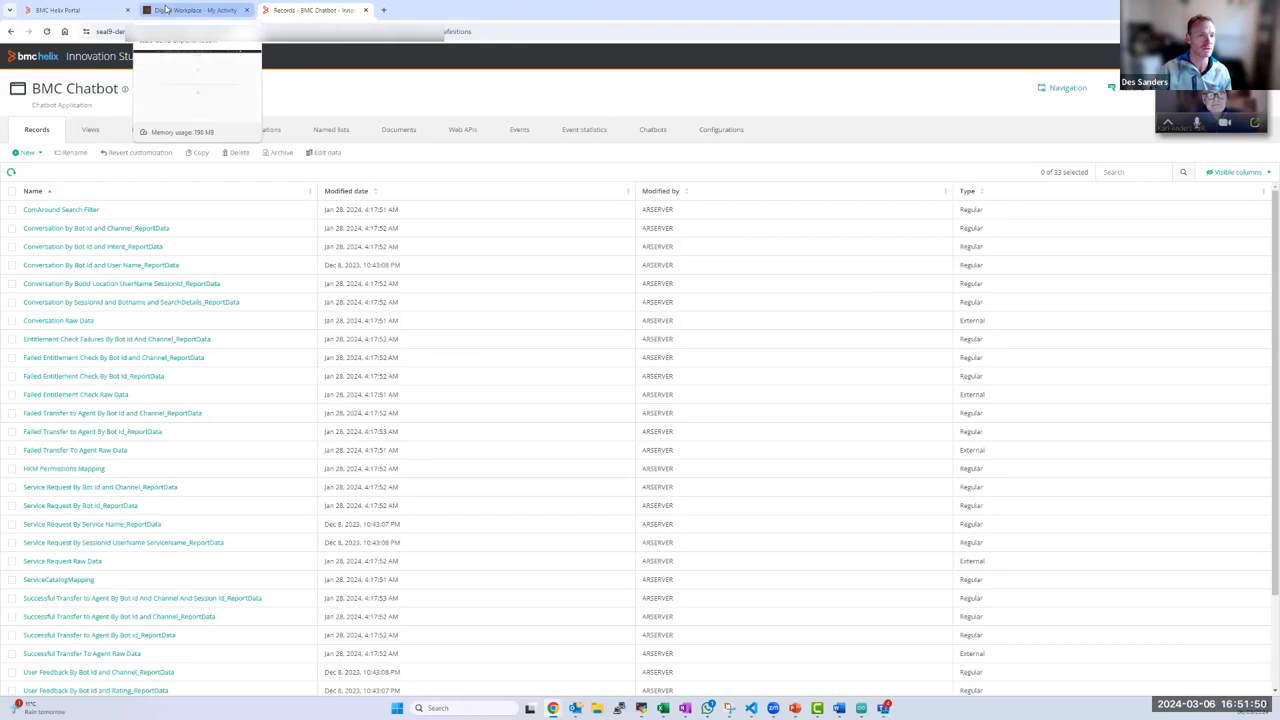 BMC Helix Portal
Digital Workplace - My Activity
Records - BMC Chatbot - Inno
seal9-de
efinitions
bmchelix Innovation Stu
BMC Chatbot
Chatbot Application
Navigation
Des Sanders
Memory usage: 198 MB
Records
Views
ations
Named lists
Documents
Web APIs
Events
Event statistics
Chatbots
Configurations
New
Rename
Revert customization
Copy
Delete
Archive
Edit data
0 of 33 selected
Search
Visible columns
Name
Modified date
Modified by
Type
ComAround Search Filter Jan 28, 2024, 4:17:51 AM ARSERVER Regular
Conversation by Bot Id and Channel_ReportData Jan 28, 2024, 4:17:52 AM ARSERVER Regular
Conversation by Bot Id and Intent_ReportData Jan 28, 2024, 4:17:52 AM ARSERVER Regular
Conversation By Bot Id and User Name_ReportData Dec 8, 2023, 10:43:08 PM ARSERVER Regular
Conversation By BotId Location UserName SessionId_ReportData Jan 28, 2024, 4:17:52 AM ARSERVER Regular
Conversation by SessionId and Botname and SearchDetails_ReportData Jan 28, 2024, 4:17:52 AM ARSERVER Regular
Conversation Raw Data Jan 28, 2024, 4:17:51 AM ARSERVER External
Entitlement Check Failures By Bot Id And Channel_ReportData Jan 28, 2024, 4:17:52 AM ARSERVER Regular
Failed Entitlement Check By Bot Id and Channel_ReportData Jan 28, 2024, 4:17:52 AM ARSERVER Regular
Failed Entitlement Check By Bot Id_ReportData Jan 28, 2024, 4:17:52 AM ARSERVER Regular
Failed Entitlement Check Raw Data Jan 28, 2024, 4:17:51 AM ARSERVER External
Failed Transfer to Agent By Bot Id and Channel_ReportData Jan 28, 2024, 4:17:52 AM ARSERVER Regular
Failed Transfer to Agent By Bot Id_ReportData Jan 28, 2024, 4:17:53 AM ARSERVER Regular
Failed Transfer To Agent Raw Data Jan 28, 2024, 4:17:51 AM ARSERVER External
HKM Permissions Mapping Jan 28, 2024, 4:17:52 AM ARSERVER Regular
Service Request By Bot Id and Channel_ReportData Jan 28, 2024, 4:17:52 AM ARSERVER Regular
Service Request By Bot Id_ReportData Jan 28, 2024, 4:17:52 AM ARSERVER Regular
Service Request By Service Name_ReportData Dec 8, 2023, 10:43:07 PM ARSERVER Regular
Service Request By SessionId UserName ServiceName_ReportData Dec 8, 2023, 10:43:08 PM ARSERVER Regular
Service Request Raw Data Jan 28, 2024, 4:17:52 AM ARSERVER External
ServiceCatalogMapping Jan 28, 2024, 4:17:51 AM ARSERVER Regular
Successful Transfer to Agent By Bot Id And Channel And Session Id_ReportData Jan 28, 2024, 4:17:53 AM ARSERVER Regular
Successful Transfer to Agent By Bot Id and Channel_ReportData Jan 28, 2024, 4:17:52 AM ARSERVER Regular
Successful Transfer to Agent By Bot Id_ReportData Jan 28, 2024, 4:17:52 AM ARSERVER Regular
Successful Transfer To Agent Raw Data Jan 28, 2024, 4:17:52 AM ARSERVER External
User Feedback By Bot Id and Channel_ReportData Dec 8, 2023, 10:43:07 PM ARSERVER Regular
User Feedback By Bot Id and Rating_ReportData Dec 8, 2023, 10:43:07 PM ARSERVER Regular
11°C
Rain tomorrow
Search
2024-03-06 16:51:50